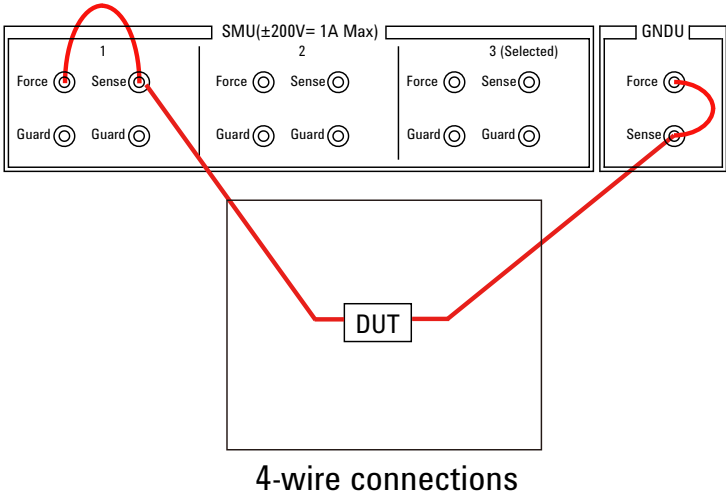 SMU(±200V= 1A Max)
GNDU
1
2
3 (Selected)
Force Sense Force Sense Force Sense Force
Guard Guard Guard Guard Guard Guard Sense
DUT
4-wire connections